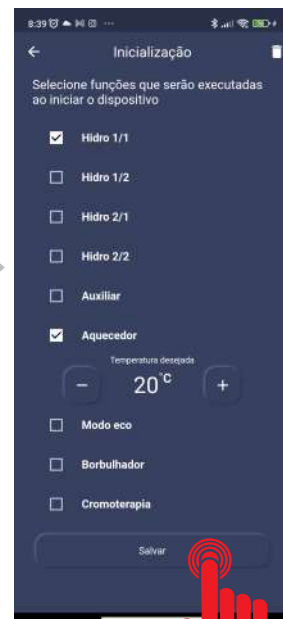 8:39
Inicialização
Selecione funções que serão executadas
ao iniciar o dispositivo
Hidro 1/1
Hidro 1/2
Hidro 2/1
Hidro 2/2
Auxiliar
Aquecedor
Temperatura desejada
− 20°C +
Modo eco
Borbulhador
Cromoterapia
Salvar